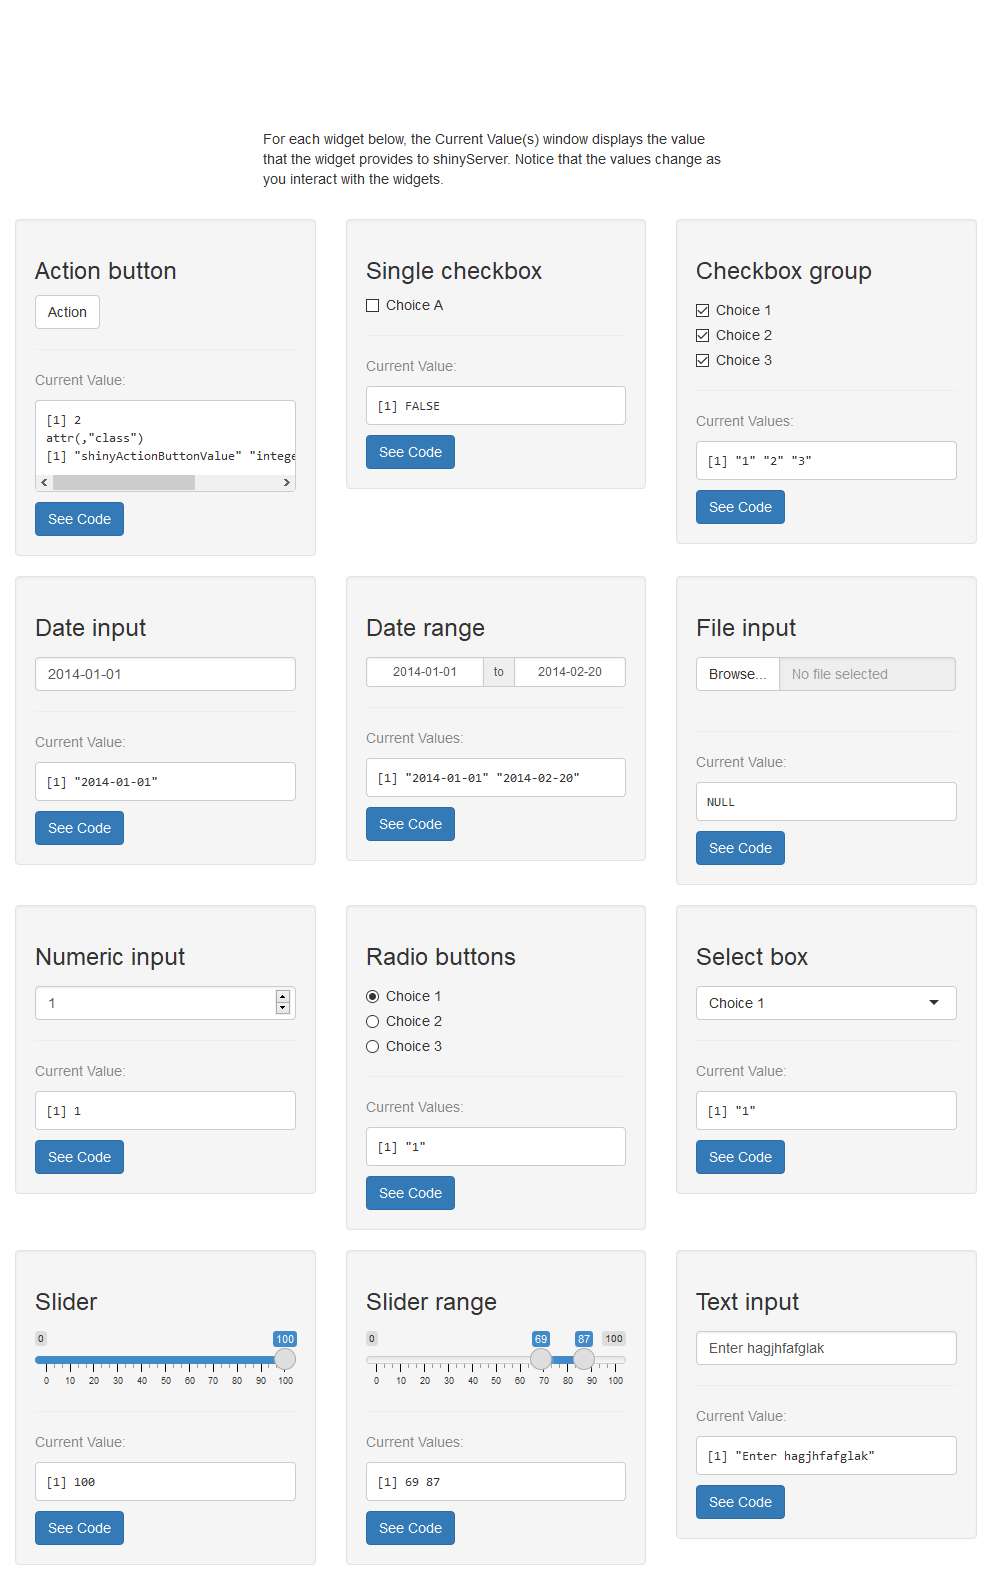 For each widget below, the Current Value(s) window displays the value
that the widget provides to shinyServer. Notice that the values change as
you interact with the widgets.
Action button
Action
Current Value:
[1] 2
attr(,"class")
[1] "shinyActionButtonValue" "intege
See Code
Single checkbox
Choice A
Current Value:
[1] FALSE
See Code
Checkbox group
Choice 1
Choice 2
Choice 3
Current Values:
[1] "1" "2" "3"
See Code
Date input
2014-01-01
Current Value:
[1] "2014-01-01"
See Code
Date range
2014-01-01 to 2014-02-20
Current Values:
[1] "2014-01-01" "2014-02-20"
See Code
File input
Browse... No file selected
Current Value:
NULL
See Code
Numeric input
1
Current Value:
[1] 1
See Code
Radio buttons
Choice 1
Choice 2
Choice 3
Current Values:
[1] "1"
See Code
Select box
Choice 1
Current Value:
[1] "1"
See Code
Slider
0 100
0 10 20 30 40 50 60 70 80 90 100
Current Value:
[1] 100
See Code
Slider range
0 69 87 100
0 10 20 30 40 50 60 70 80 90 100
Current Values:
[1] 69 87
See Code
Text input
Enter hagjhfafglak
Current Value:
[1] "Enter hagjhfafglak"
See Code